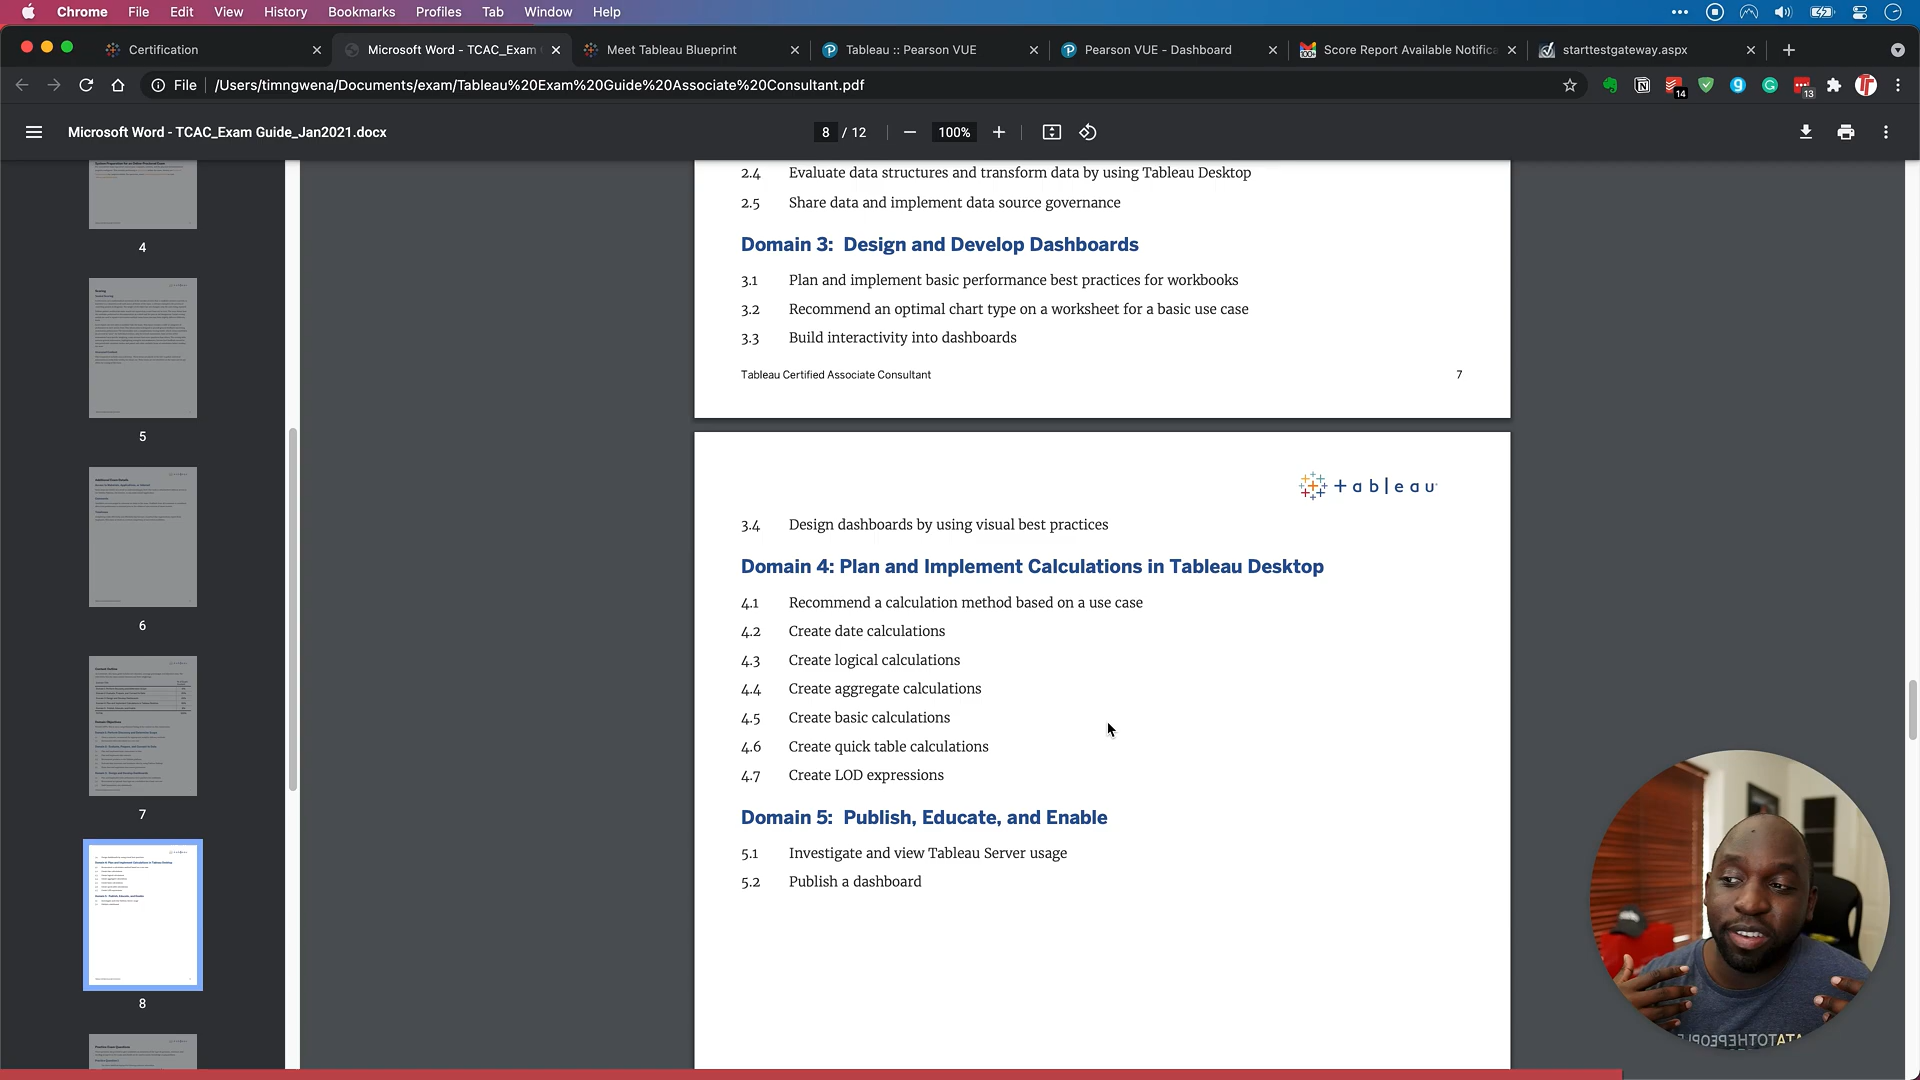 Chrome File Edit View History Bookmarks Profiles Tab Window Help
Certification
Microsoft Word - TCAC_Exam
Meet Tableau Blueprint
Tableau :: Pearson VUE
Pearson VUE - Dashboard
Score Report Available Notifica
starttestgateway.aspx
File /Users/timngwena/Documents/exam/Tableau%20Exam%20Guide%20Associate%20Consultant.pdf
14
13
Microsoft Word - TCAC_Exam Guide_Jan2021.docx
8 / 12
100%
4
5
6
7
8
2.4 Evaluate data structures and transform data by using Tableau Desktop
2.5 Share data and implement data source governance
Domain 3: Design and Develop Dashboards
3.1 Plan and implement basic performance best practices for workbooks
3.2 Recommend an optimal chart type on a worksheet for a basic use case
3.3 Build interactivity into dashboards
Tableau Certified Associate Consultant 7
+ableau
3.4 Design dashboards by using visual best practices
Domain 4: Plan and Implement Calculations in Tableau Desktop
4.1 Recommend a calculation method based on a use case
4.2 Create date calculations
4.3 Create logical calculations
4.4 Create aggregate calculations
4.5 Create basic calculations
4.6 Create quick table calculations
4.7 Create LOD expressions
Domain 5: Publish, Educate, and Enable
5.1 Investigate and view Tableau Server usage
5.2 Publish a dashboard